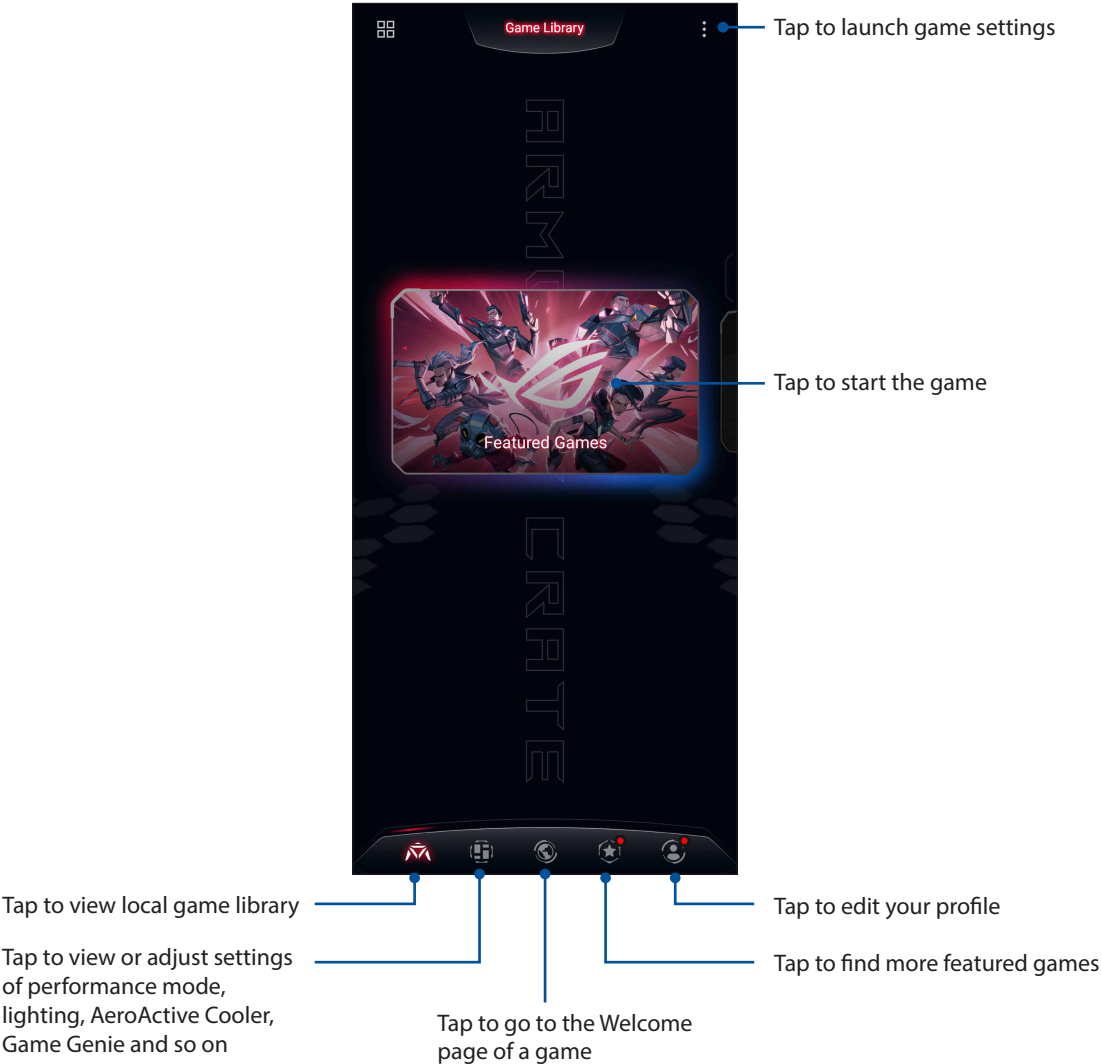 Game Library
Tap to launch game settings
ARMOURY CRATE
Tap to start the game
Featured Games
Tap to view local game library
Tap to edit your profile
Tap to view or adjust settings
of performance mode,
lighting, AeroActive Cooler,
Game Genie and so on
Tap to find more featured games
Tap to go to the Welcome
page of a game